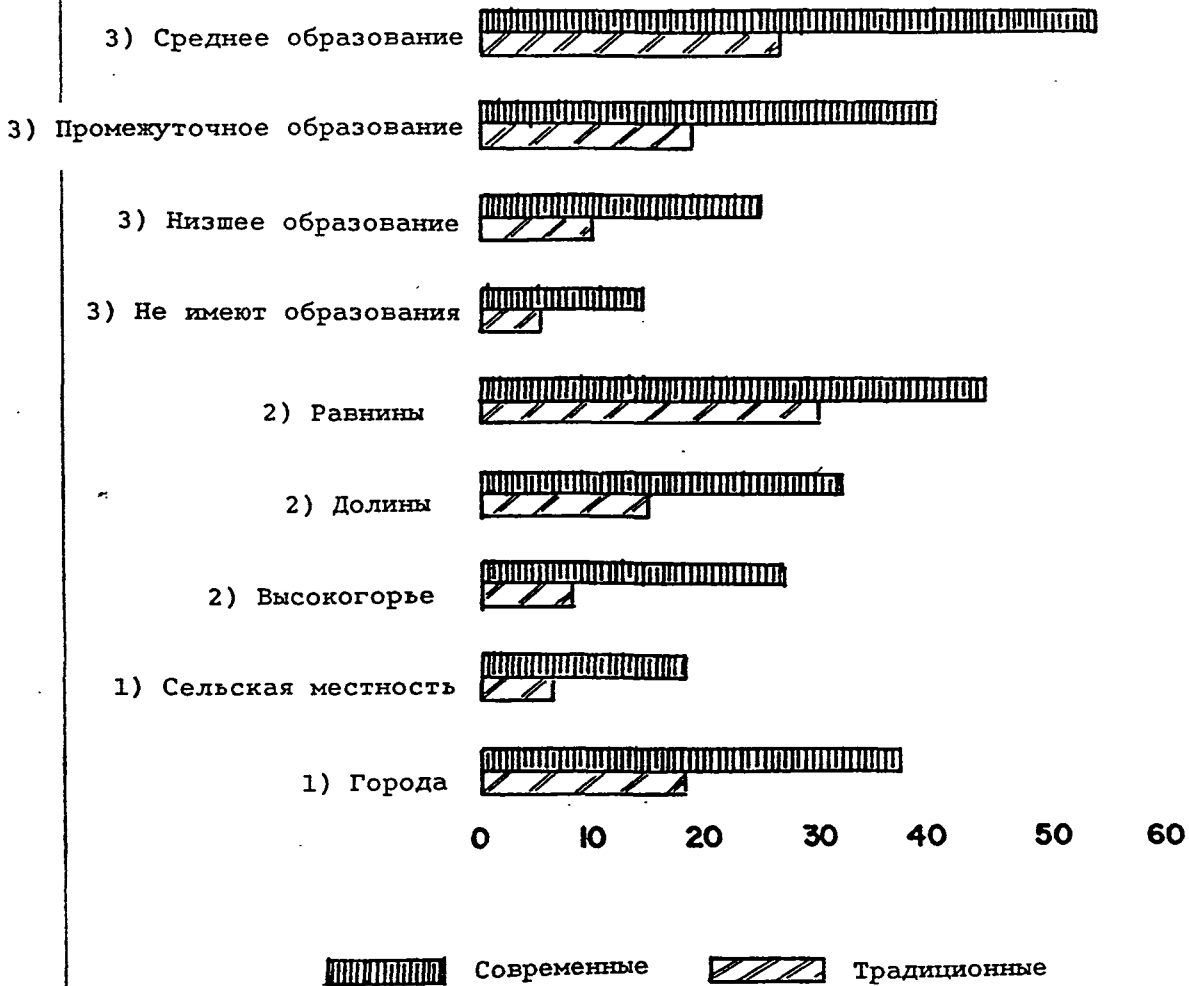 3) Среднее образование
3) Промежуточное образование
3) Низшее образование
3) Не имеют образования
2) Равнины
2) Долины
2) Высокогорье
1) Сельская местность
1) Города
0 10 20 30 40 50 60
Современные Традиционные